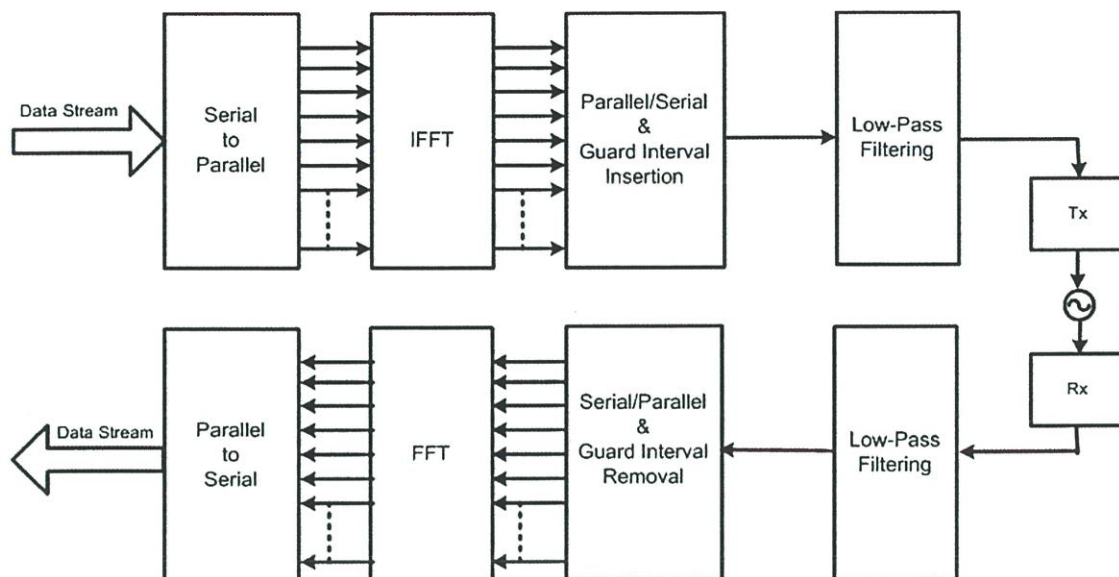 Data Stream
Serial
to
Parallel
IFFT
Parallel/Serial
&
Guard Interval
Insertion
Low-Pass
Filtering
Tx
Rx
Low-Pass
Filtering
Serial/Parallel
&
Guard Interval
Removal
FFT
Parallel
to
Serial
Data Stream